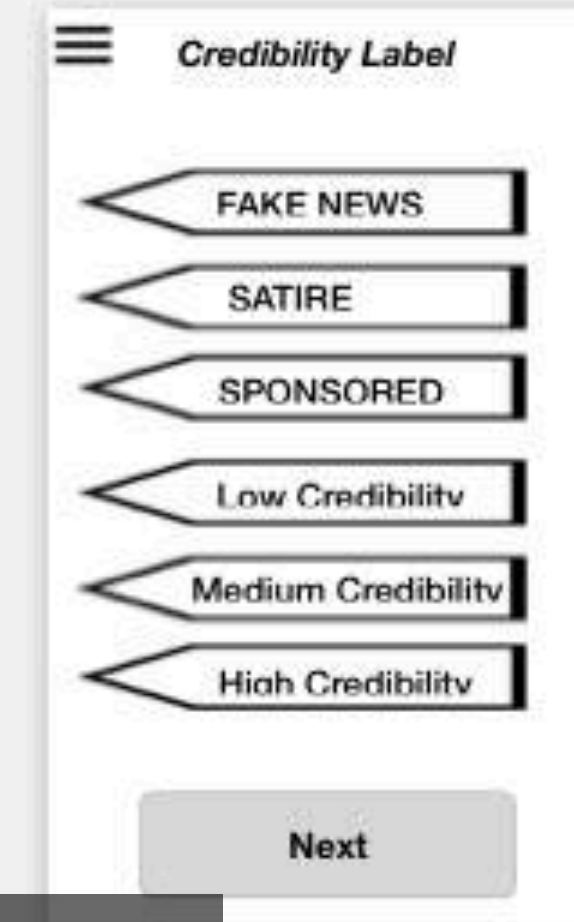 Credibility Label
FAKE NEWS
SATIRE
SPONSORED
Low Credibility
Medium Credibility
High Credibility
Next